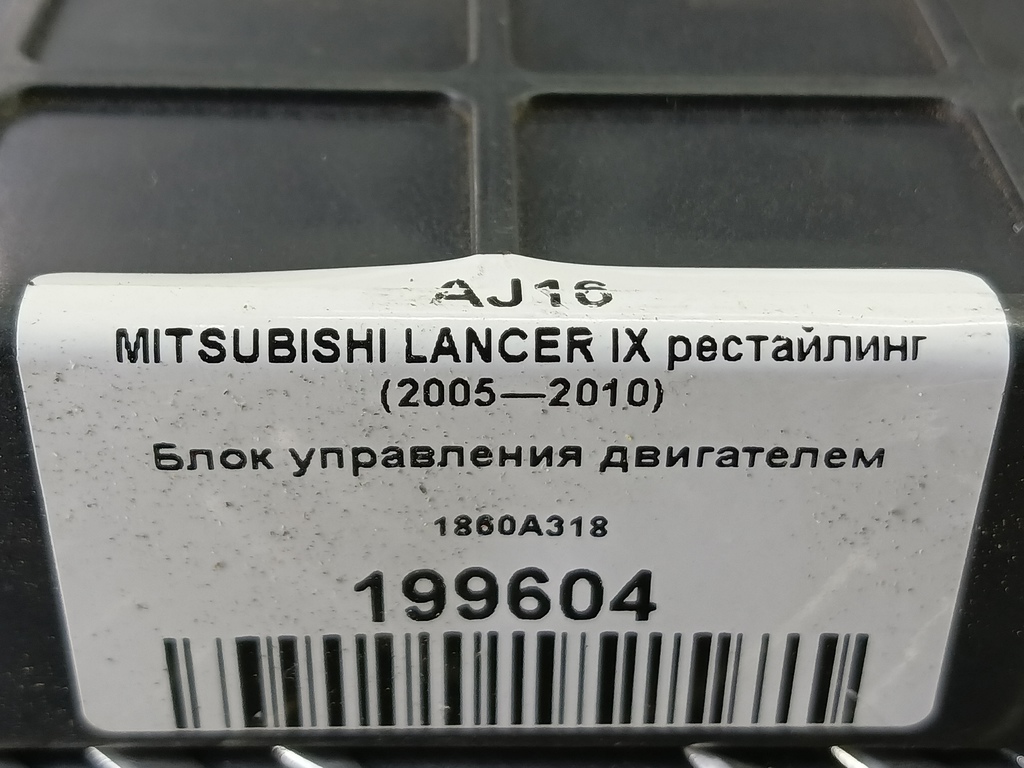 AJ16
MITSUBISHI LANCER IX рестайлинг
(2005—2010)
Блок управления двигателем
1860A318
199604